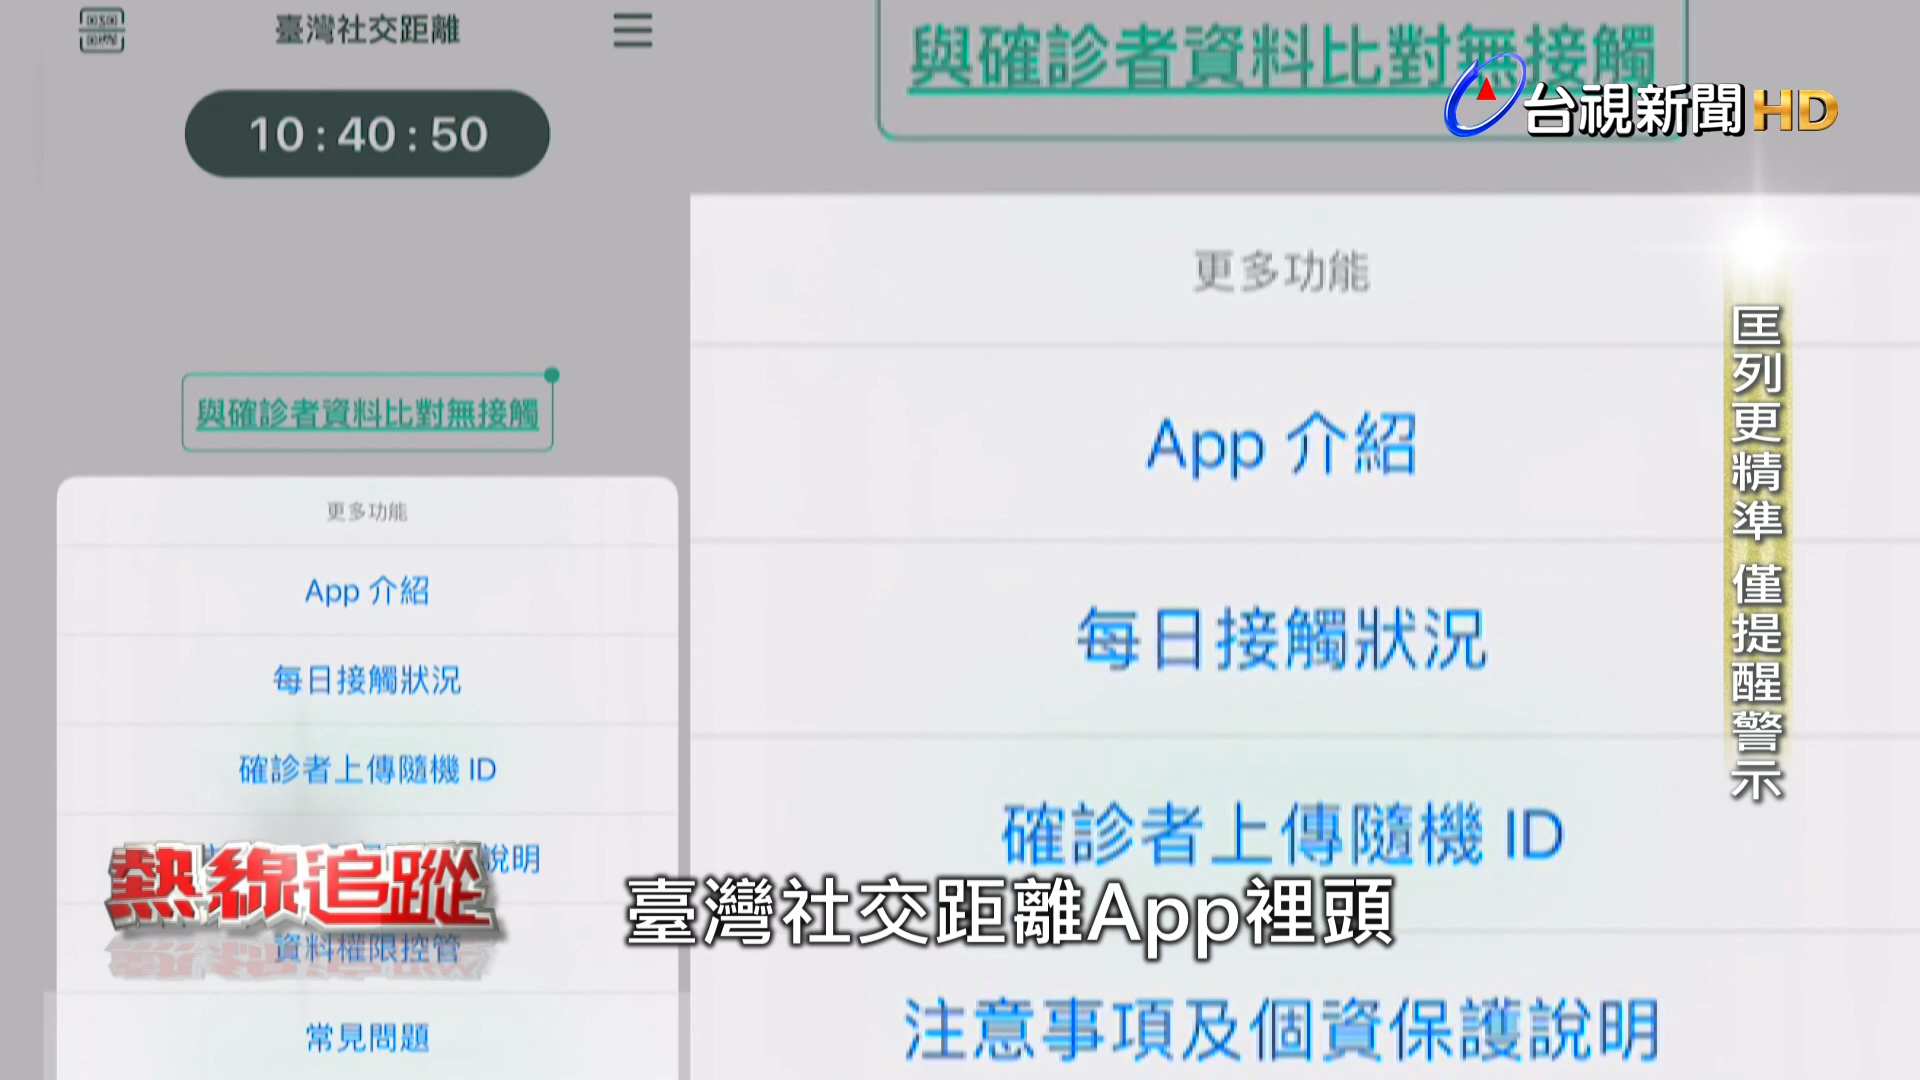 臺灣社交距離
10:40:50
與確診者資料比對無接觸
更多功能
App 介紹
每日接觸狀況
確診者上傳隨機 ID
說明
資料權限控管
常見問題
與確診者資料比對無接觸
更多功能
App 介紹
每日接觸狀況
確診者上傳隨機 ID
注意事項及個資保護說明
台視新聞HD
匡列更精準 僅提醒警示
熱線追蹤
臺灣社交距離App裡頭